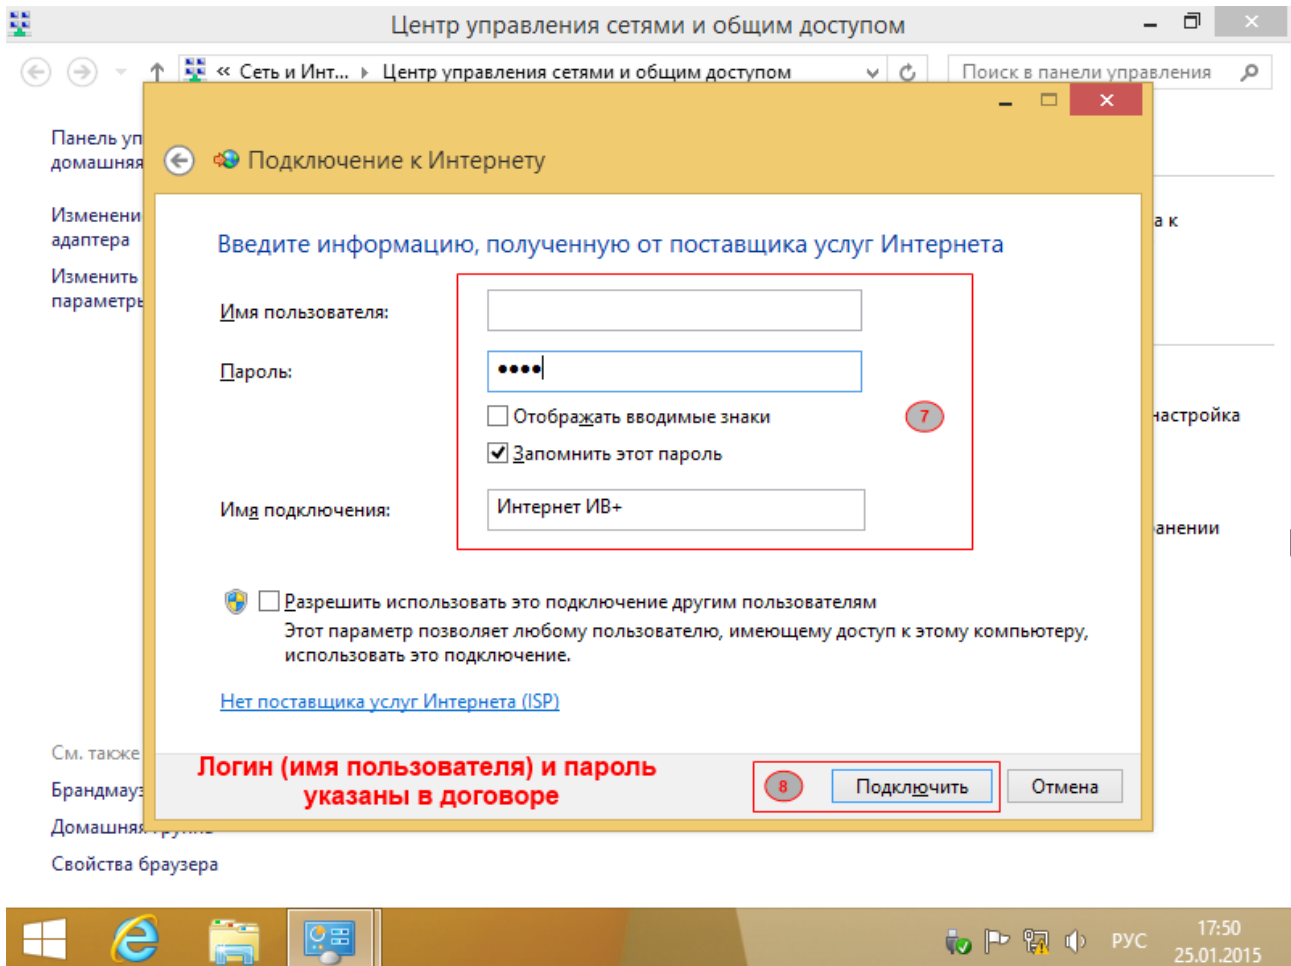 Центр управления сетями и общим доступом
« Сеть и Инт... Центр управления сетями и общим доступом
Поиск в панели управления
Панель уп
домашняя
Подключение к Интернету
Изменени
адаптера
а к
Введите информацию, полученную от поставщика услуг Интернета
Изменить
параметры
Имя пользователя:
Пароль:
••••
Отображать вводимые знаки
7
настройка
Запомнить этот пароль
Имя подключения:
Интернет ИВ+
анении
Разрешить использовать это подключение другим пользователям
Этот параметр позволяет любому пользователю, имеющему доступ к этому компьютеру,
использовать это подключение.
Нет поставщика услуг Интернета (ISP)
См. также
Логин (имя пользователя) и пароль
указаны в договоре
8
Подключить
Отмена
Брандмауэ
Домашняя
Свойства браузера
РУС
17:50
25.01.2015